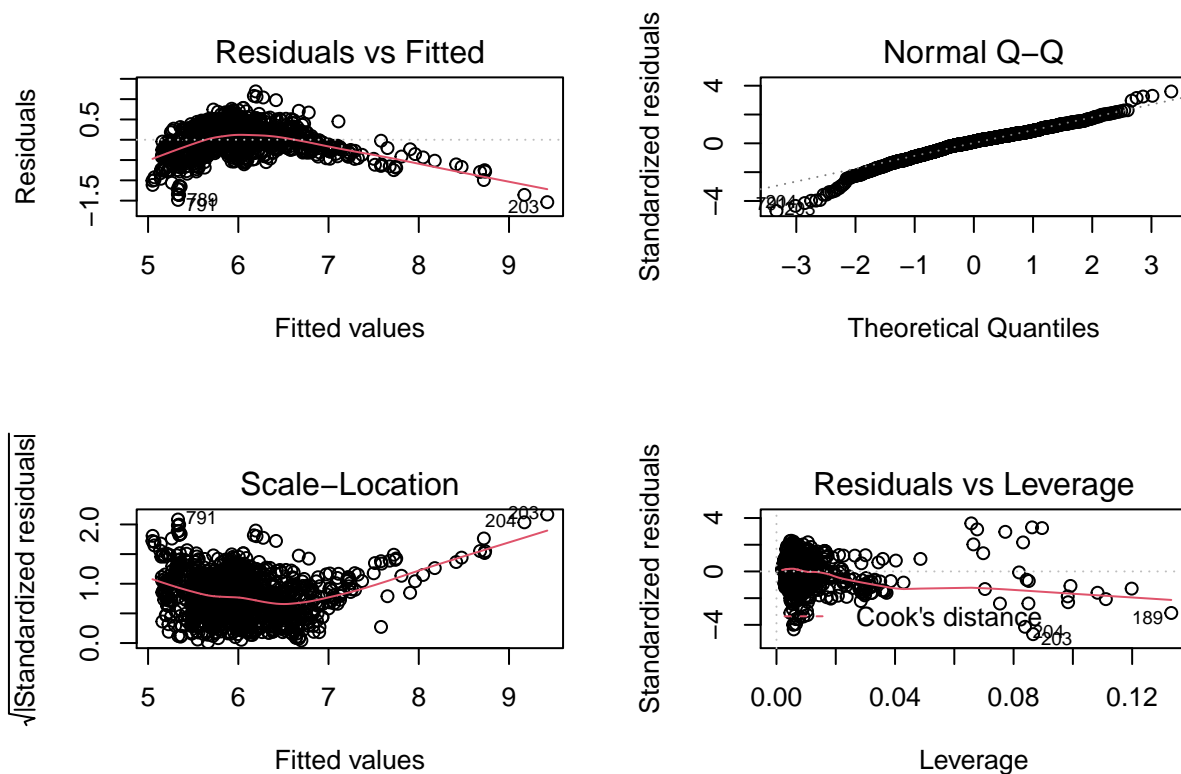 Residuals vs Fitted
Residuals
0.5
−1.5
789
791
203
5 6 7 8 9
Fitted values
Normal Q−Q
Standardized residuals
4
0
−4
203
−3 −2 −1 0 1 2 3
Theoretical Quantiles
Scale−Location
√|Standardized residuals|
2.0
1.0
0.0
791
203
204
5 6 7 8 9
Fitted values
Residuals vs Leverage
Standardized residuals
4
0
−4
Cook's distance
189
204
203
0.00 0.04 0.08 0.12
Leverage